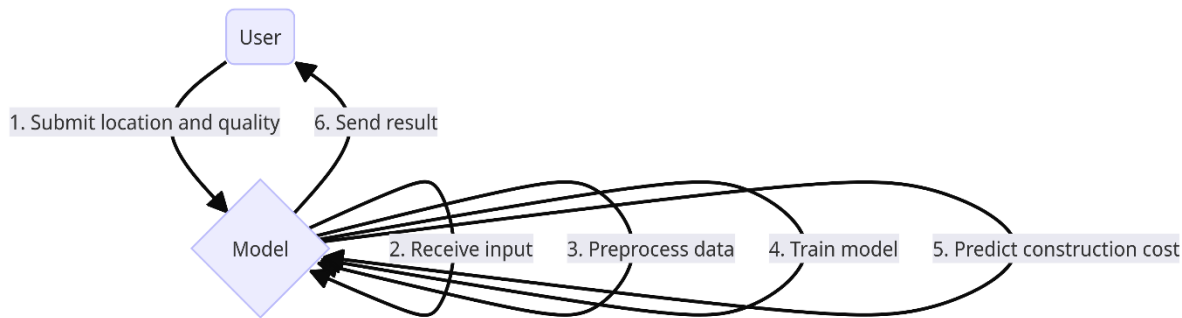 User
1. Submit location and quality
6. Send result
Model
2. Receive input
3. Preprocess data
4. Train model
5. Predict construction cost